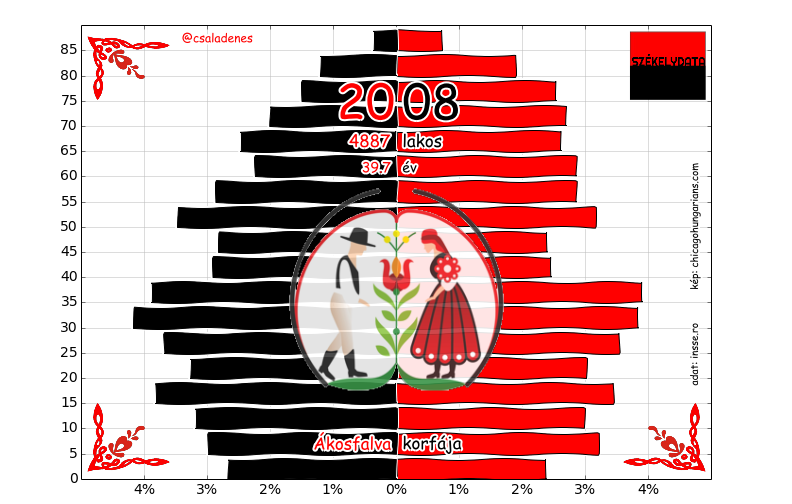 @csaladenes
SZÉKELYDATA
2008
4887 lakos
39.7 év
Ákosfalva korfája
kép: chicagohungarians.com
adat: insse.ro
85
80
75
70
65
60
55
50
45
40
35
30
25
20
15
10
5
0
4% 3% 2% 1% 0% 1% 2% 3% 4%